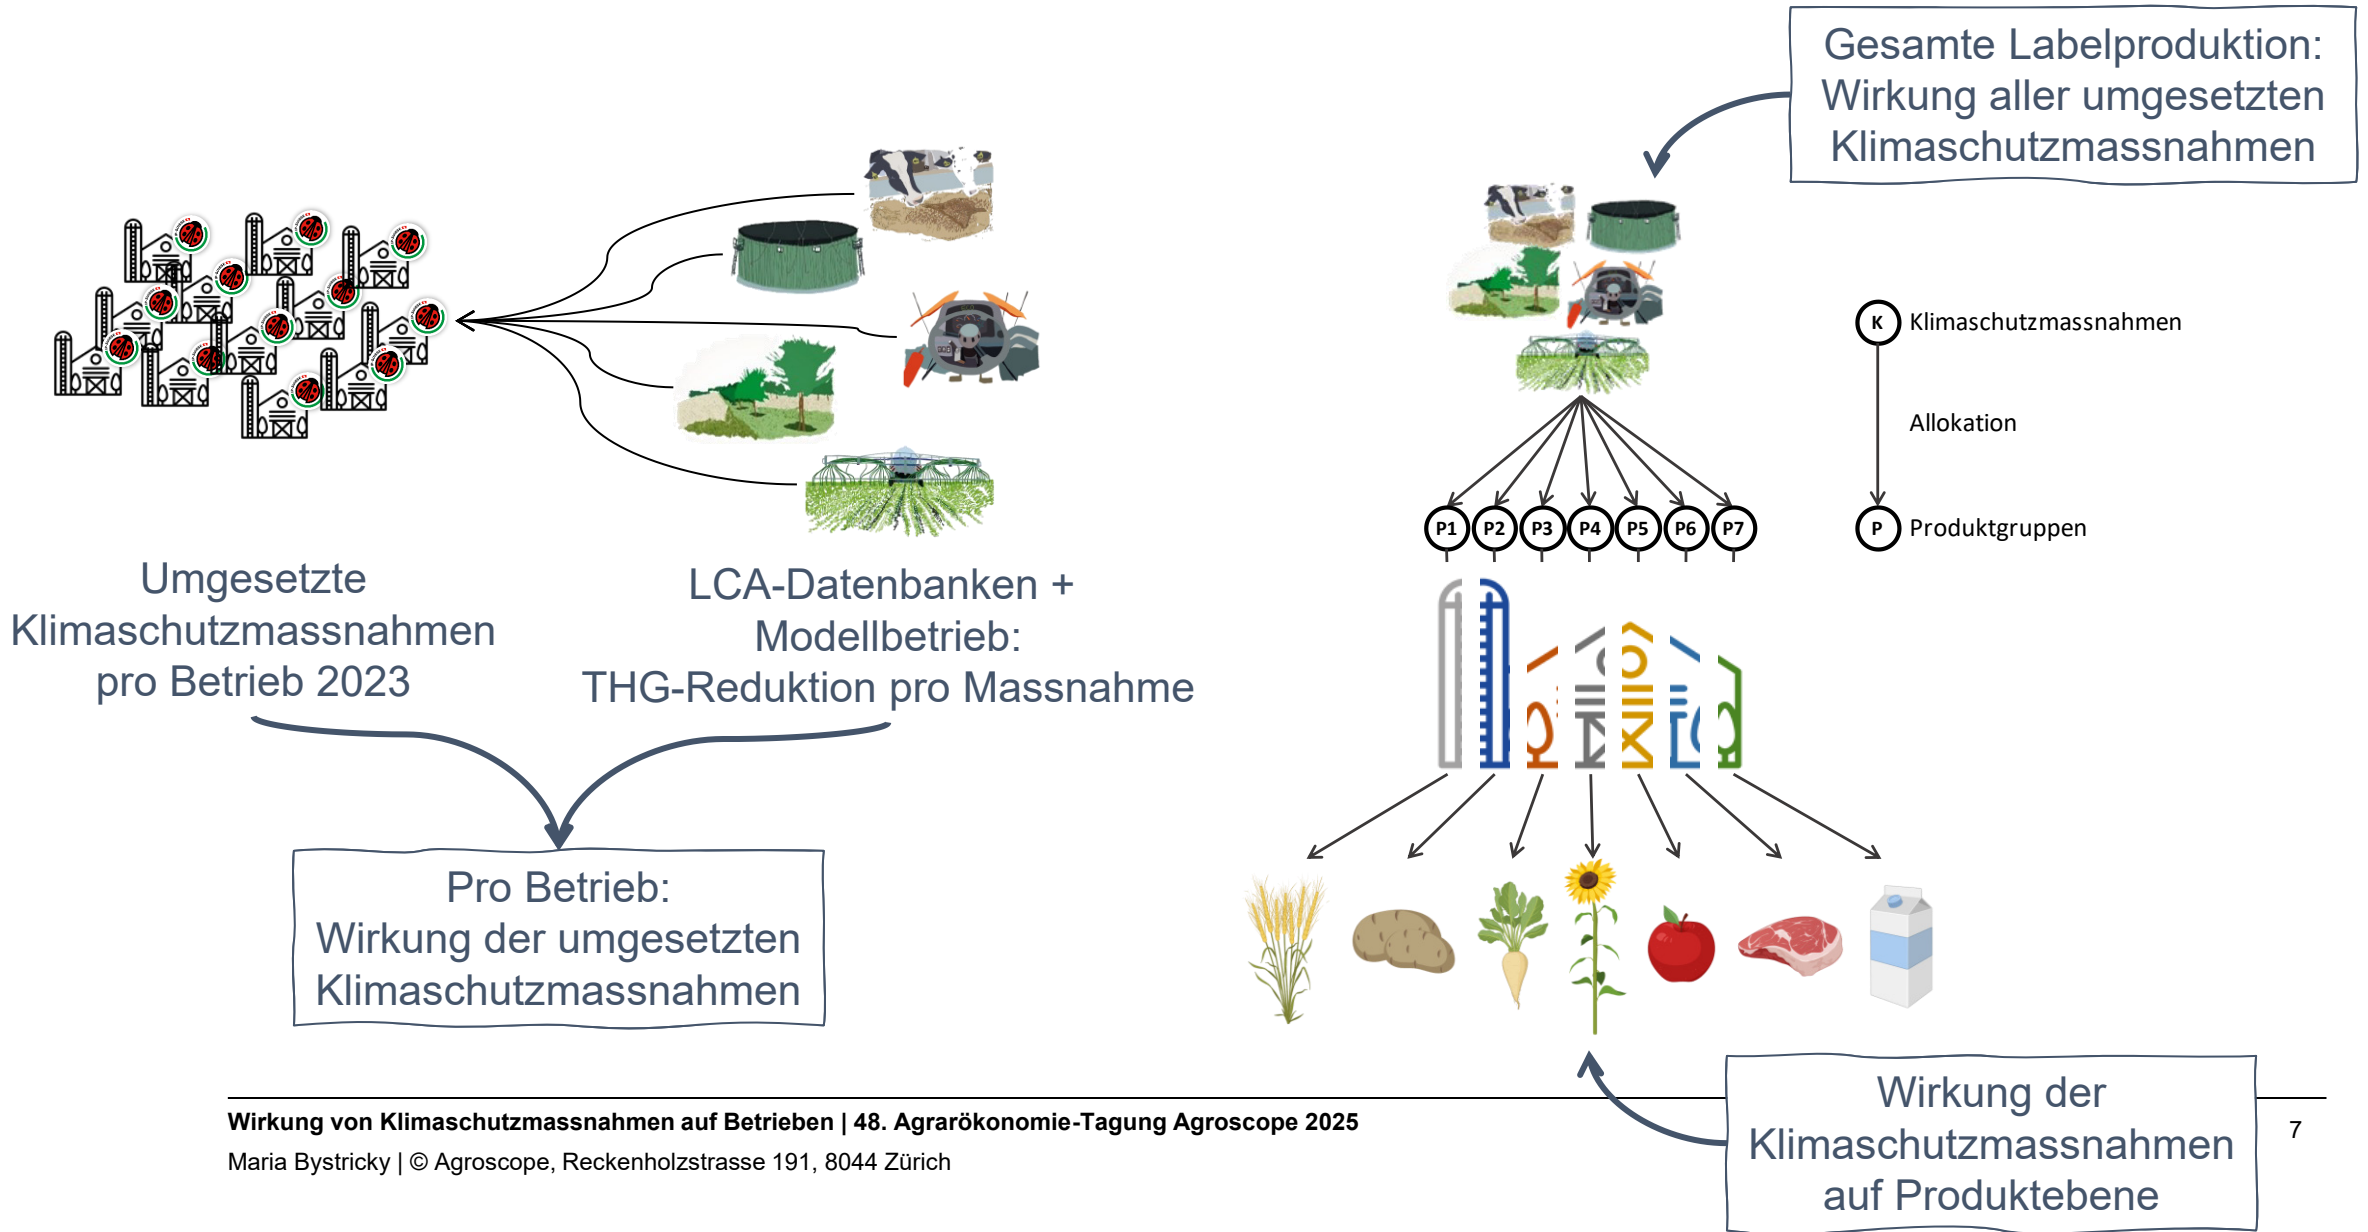 Gesamte Labelproduktion:
Wirkung aller umgesetzten
Klimaschutzmassnahmen
K Klimaschutzmassnahmen
Allokation
P1 P2 P3 P4 P5 P6 P7
P Produktgruppen
Umgesetzte
Klimaschutzmassnahmen
pro Betrieb 2023
LCA-Datenbanken +
Modellbetrieb:
THG-Reduktion pro Massnahme
Pro Betrieb:
Wirkung der umgesetzten
Klimaschutzmassnahmen
Wirkung der
Klimaschutzmassnahmen
auf Produktebene
Wirkung von Klimaschutzmassnahmen auf Betrieben | 48. Agrarökonomie-Tagung Agroscope 2025
Maria Bystricky | © Agroscope, Reckenholzstrasse 191, 8044 Zürich
7